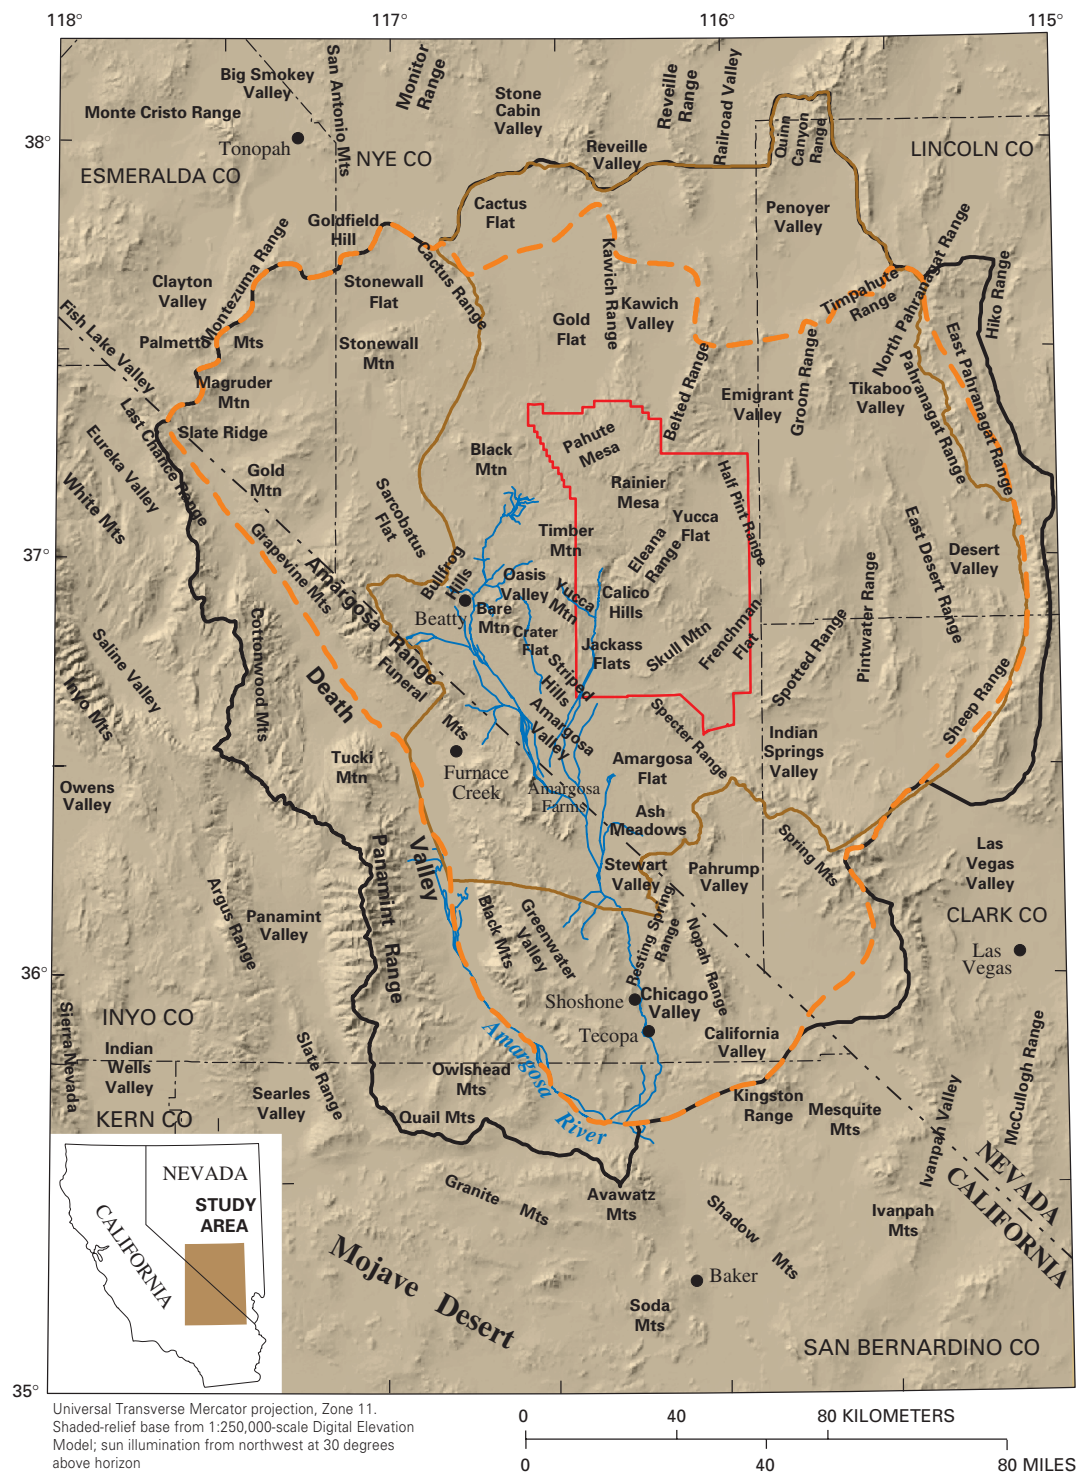 118°
117°
116°
115°
Big Smokey
Valley
San Antonio Mts
Monitor
Range
Stone
Cabin
Valley
Reveille
Range
Railroad Valley
Monte Cristo Range
Tonopah
38°
NYE CO
Reveille
Valley
Quinn
Canyon
Range
LINCOLN CO
ESMERALDA CO
Goldfield
Hill
Cactus
Flat
Penoyer
Valley
Montezuma Range
Cactus Range
Kawich Range
North Pahranagat Range
Hiko Range
Clayton
Valley
Stonewall
Flat
Timpahute
Range
Kawich
Valley
Gold
Flat
Fish Lake Valley
Palmetto
Mts
Stonewall
Mtn
Belted Range
Groom Range
East Pahranagat Range
Pahranagat Range
Magruder
Mtn
Emigrant
Valley
Tikaboo
Valley
Last Chance Range
Slate Ridge
Eureka Valley
Black
Mtn
Pahute
Mesa
Gold
Mtn
White Mts
Sarcobatus
Flat
Rainier
Mesa
Half Pint Range
Yucca
Flat
Timber
Mtn
Eleana
Range
East Desert Range
Desert
Valley
37°
Grapevine Mts
Amargosa
Range
Bullfrog
Hills
Oasis
Valley
Yucca
Mtn
Calico
Hills
Pintwater Range
Beatty
Bare
Mtn
Crater
Flat
Cottonwood Mts
Saline Valley
Jackass
Flats
Skull Mtn
Frenchman
Flat
Spotted Range
Funeral
Mts
Striped
Hills
Inyo Mts
Death
Valley
Sheep Range
Amargosa
Valley
Specter Range
Indian
Springs
Valley
Tucki
Mtn
Furnace
Creek
Amargosa
Flat
Owens
Valley
Amargosa
Farms
Ash
Meadows
Spring Mts
Las
Vegas
Valley
Panamint Range
Stewart
Valley
Pahrump
Valley
Argus Range
Panamint
Valley
Black Mts
Greenwater
Valley
Resting Spring
Range
Nopah Range
CLARK CO
Las
Vegas
36°
Shoshone
Chicago
Valley
INYO CO
Sierra Nevada
Tecopa
California
Valley
Indian
Wells
Valley
Slate Range
Amargosa
River
Owlshead
Mts
McCullogh Range
Searles
Valley
KERN CO
Quail Mts
Kingston
Range
Mesquite
Mts
Ivanpah Valley
NEVADA
CALIFORNIA
NEVADA
CALIFORNIA
STUDY
AREA
Granite Mts
Avawatz
Mts
Shadow Mts
Ivanpah
Mts
Mojave Desert
Baker
Soda
Mts
SAN BERNARDINO CO
35°
Universal Transverse Mercator projection, Zone 11.
Shaded-relief base from 1:250,000-scale Digital Elevation
Model; sun illumination from northwest at 30 degrees
above horizon
0 40 80 KILOMETERS
0 40 80 MILES